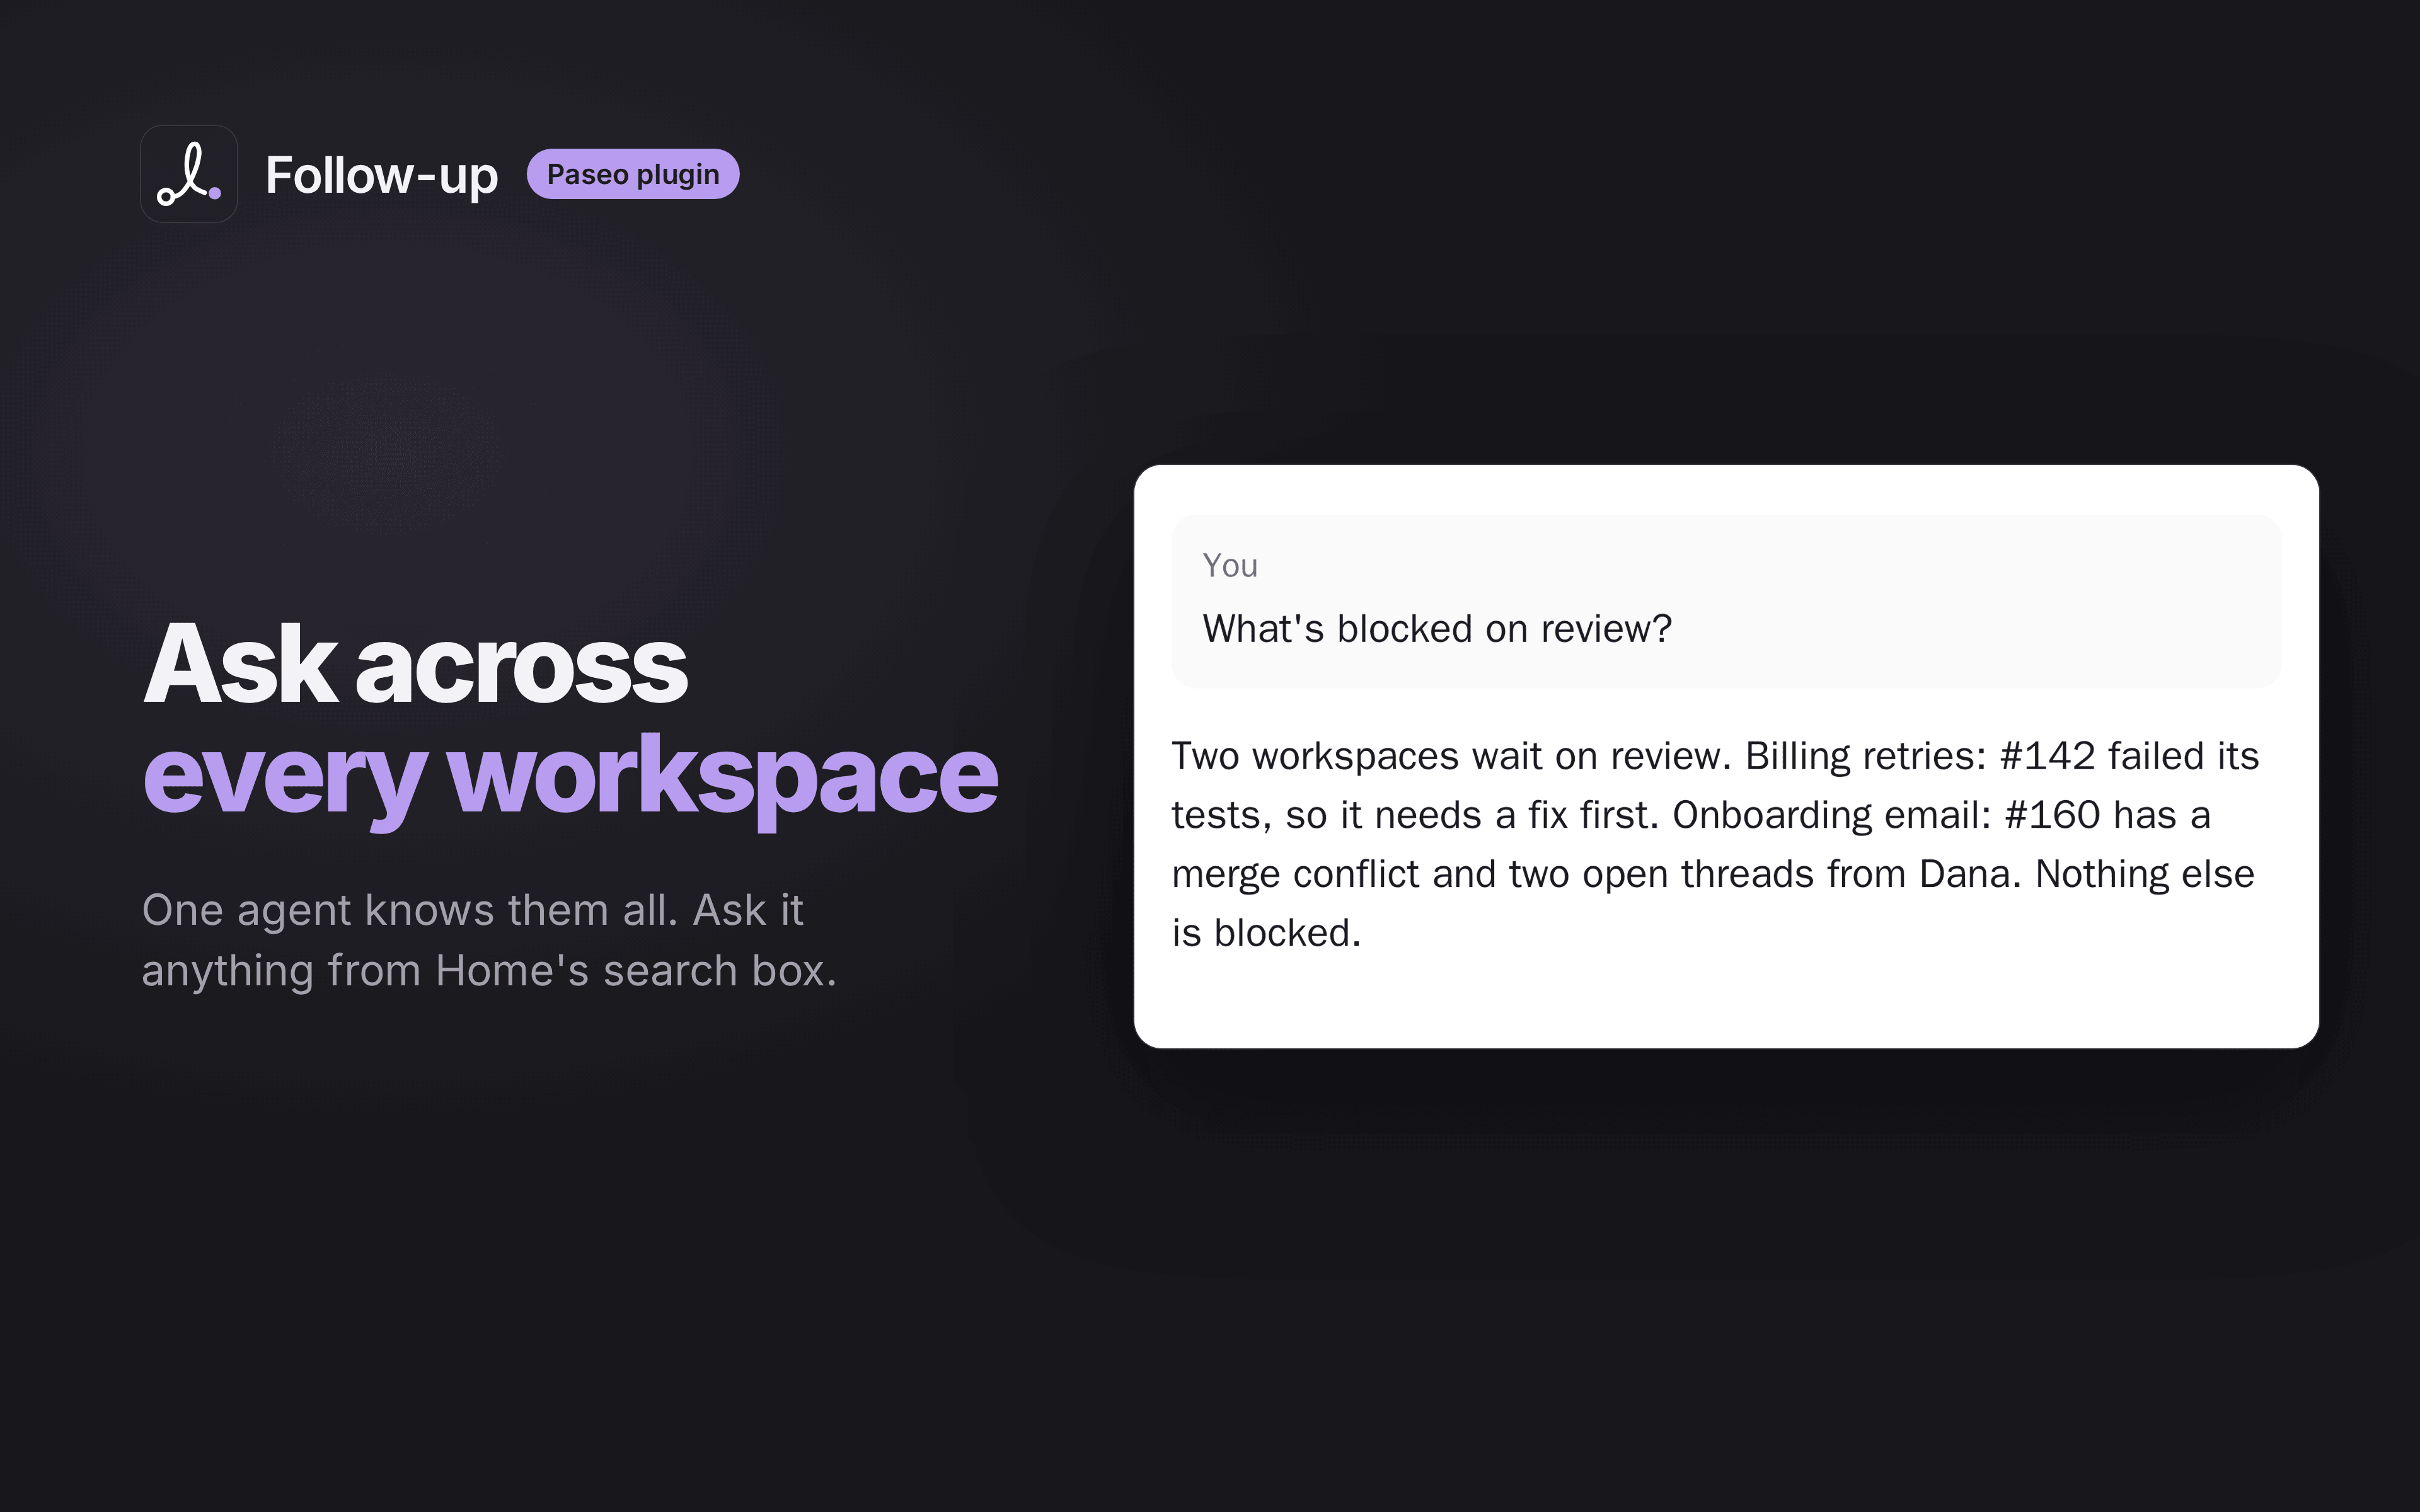 Follow-up
Paseo plugin
Ask across
every workspace
One agent knows them all. Ask it
anything from Home's search box.
You
What's blocked on review?
Two workspaces wait on review. Billing retries: #142 failed its
tests, so it needs a fix first. Onboarding email: #160 has a
merge conflict and two open threads from Dana. Nothing else
is blocked.